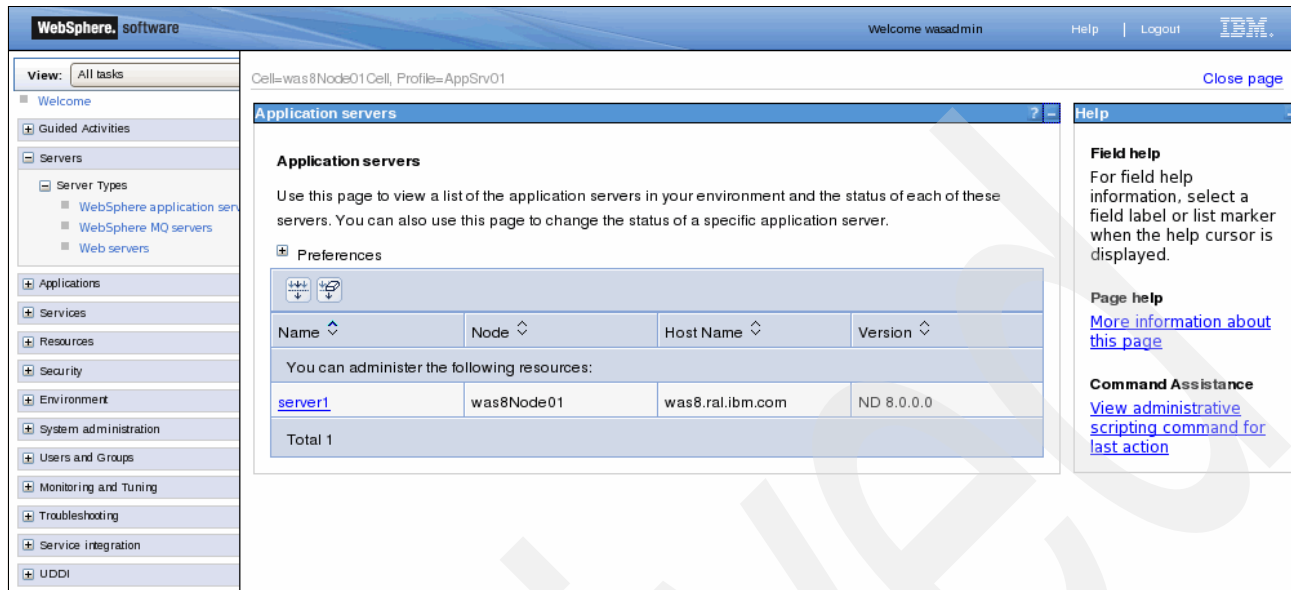 WebSphere. software
Welcome wasadmin
Help | Logout
IBM.
View: All tasks
Welcome
Guided Activities
Servers
Server Types
WebSphere application serv
WebSphere MQ servers
Web servers
Applications
Services
Resources
Security
Environment
System administration
Users and Groups
Monitoring and Tuning
Troubleshooting
Service integration
UDDI
Cell=was8Node01Cell, Profile=AppSrv01
Close page
Application servers
? -
Application servers
Use this page to view a list of the application servers in your environment and the status of each of these
servers. You can also use this page to change the status of a specific application server.
Preferences
Name Node Host Name Version
You can administer the following resources:
server1 was8Node01 was8.ral.ibm.com ND 8.0.0.0
Total 1
Help
Field help
For field help
information, select a
field label or list marker
when the help cursor is
displayed.
Page help
More information about
this page
Command Assistance
View administrative
scripting command for
last action